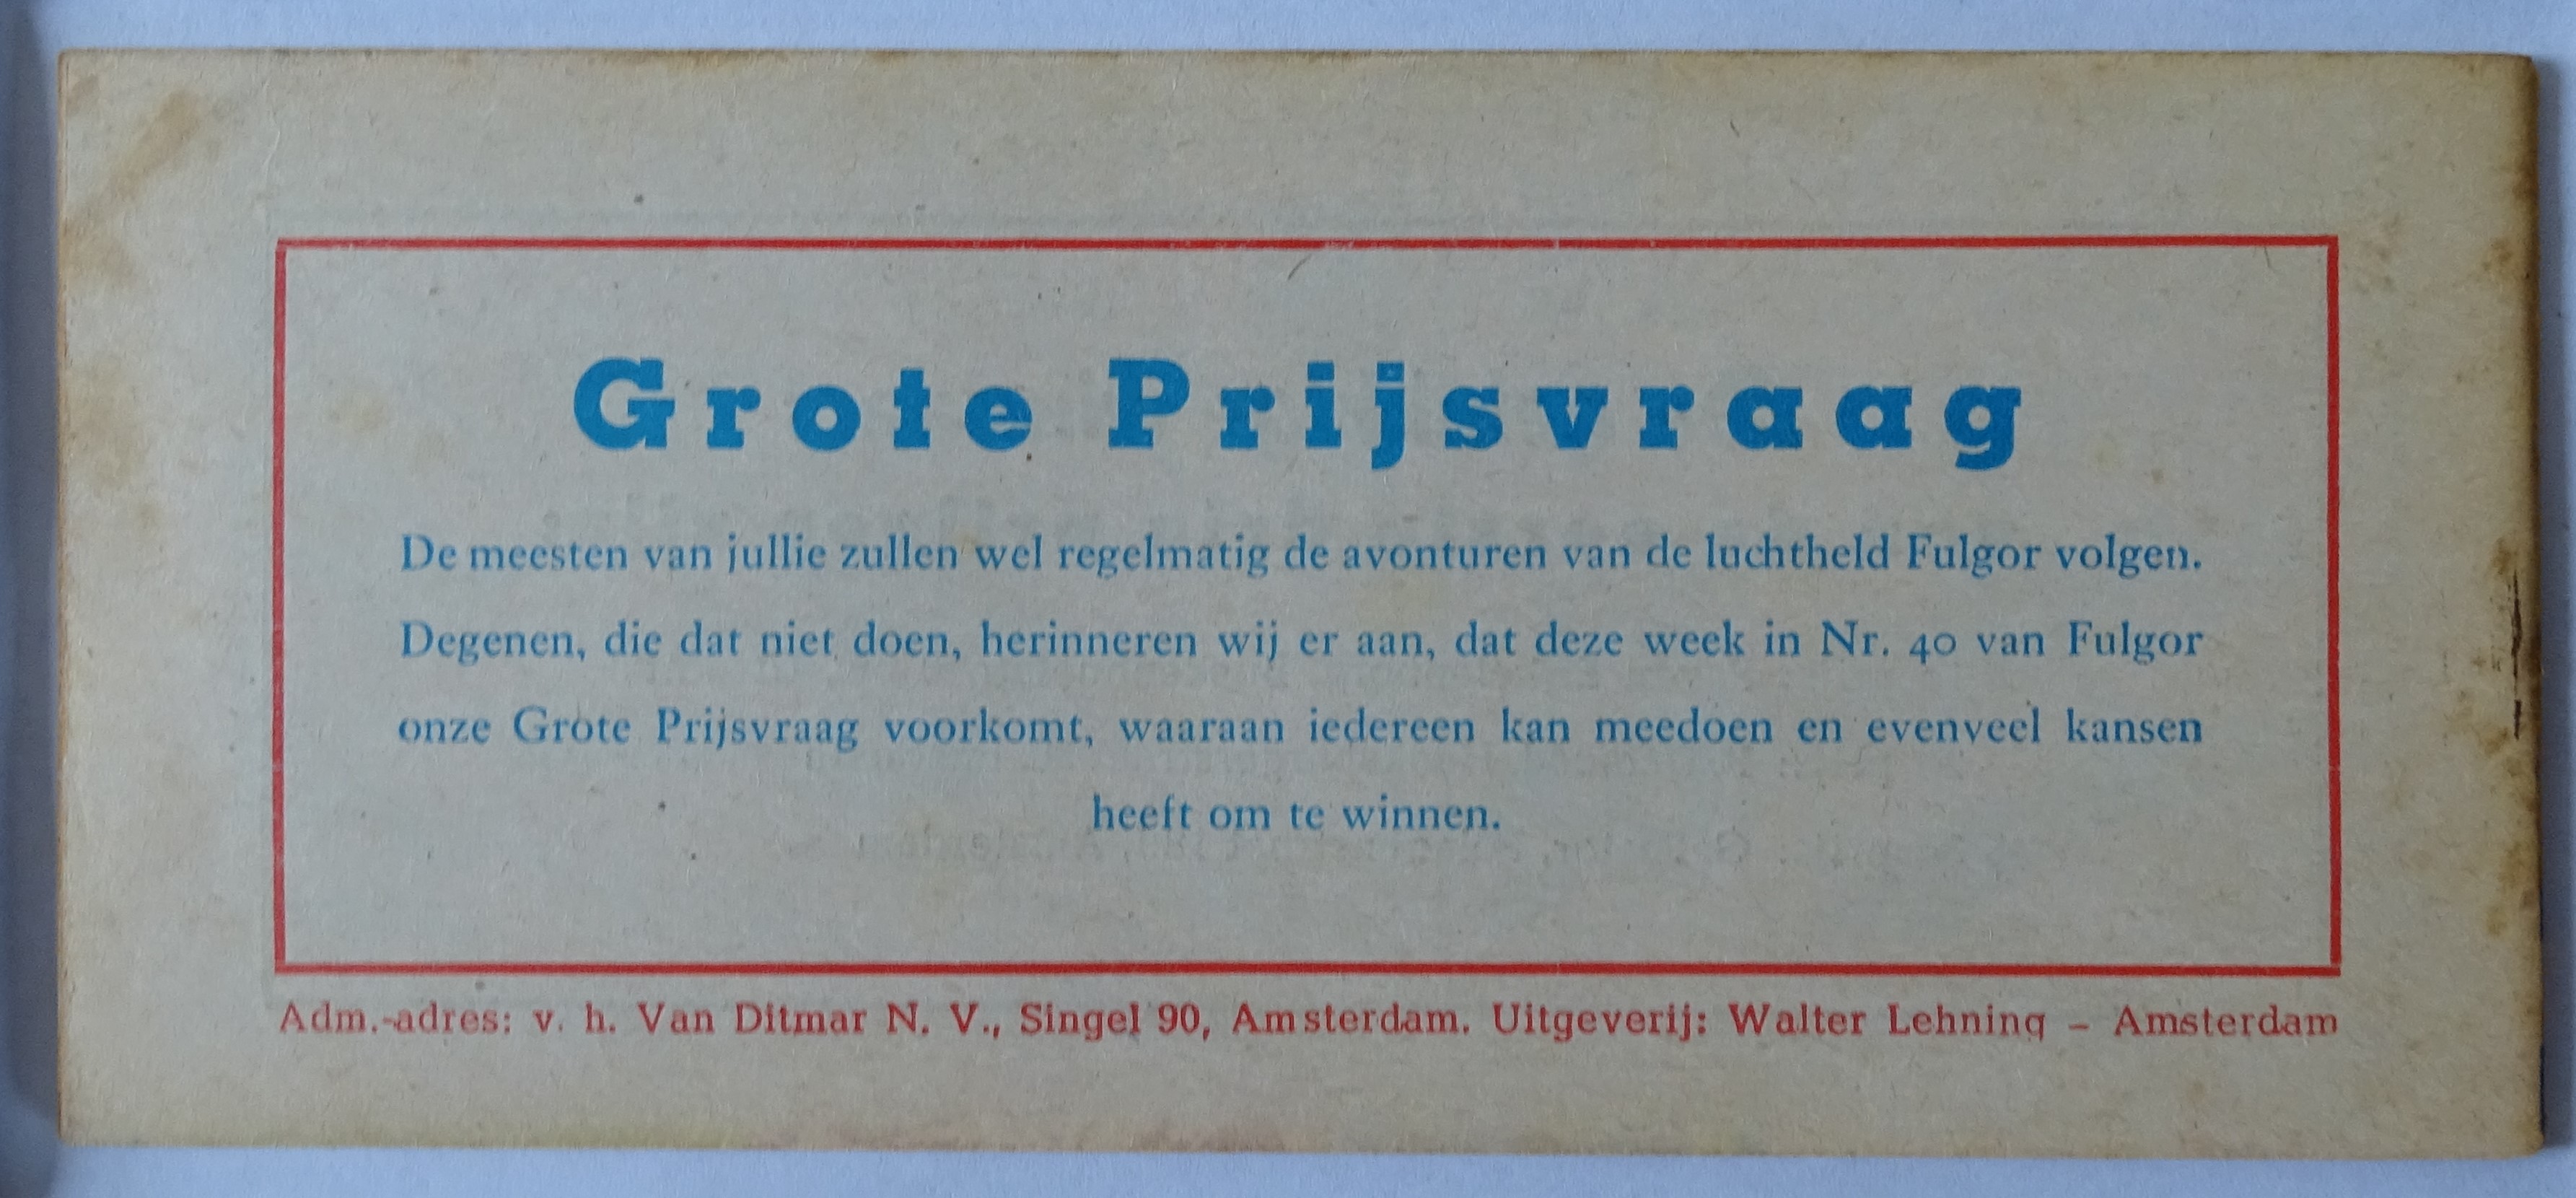 Grote Prijsvraag
De meesten van jullie zullen wel regelmatig de avonturen van de luchtheld Fulgor volgen.
Degenen, die dat niet doen, herinneren wij er aan, dat deze week in Nr. 40 van Fulgor
onze Grote Prijsvraag voorkomt, waaraan iedereen kan meedoen en evenveel kansen
heeft om te winnen.
Adm.-adres: v. h. Van Ditmar N. V., Singel 90, Amsterdam. Uitgeverij: Walter Lehning – Amsterdam